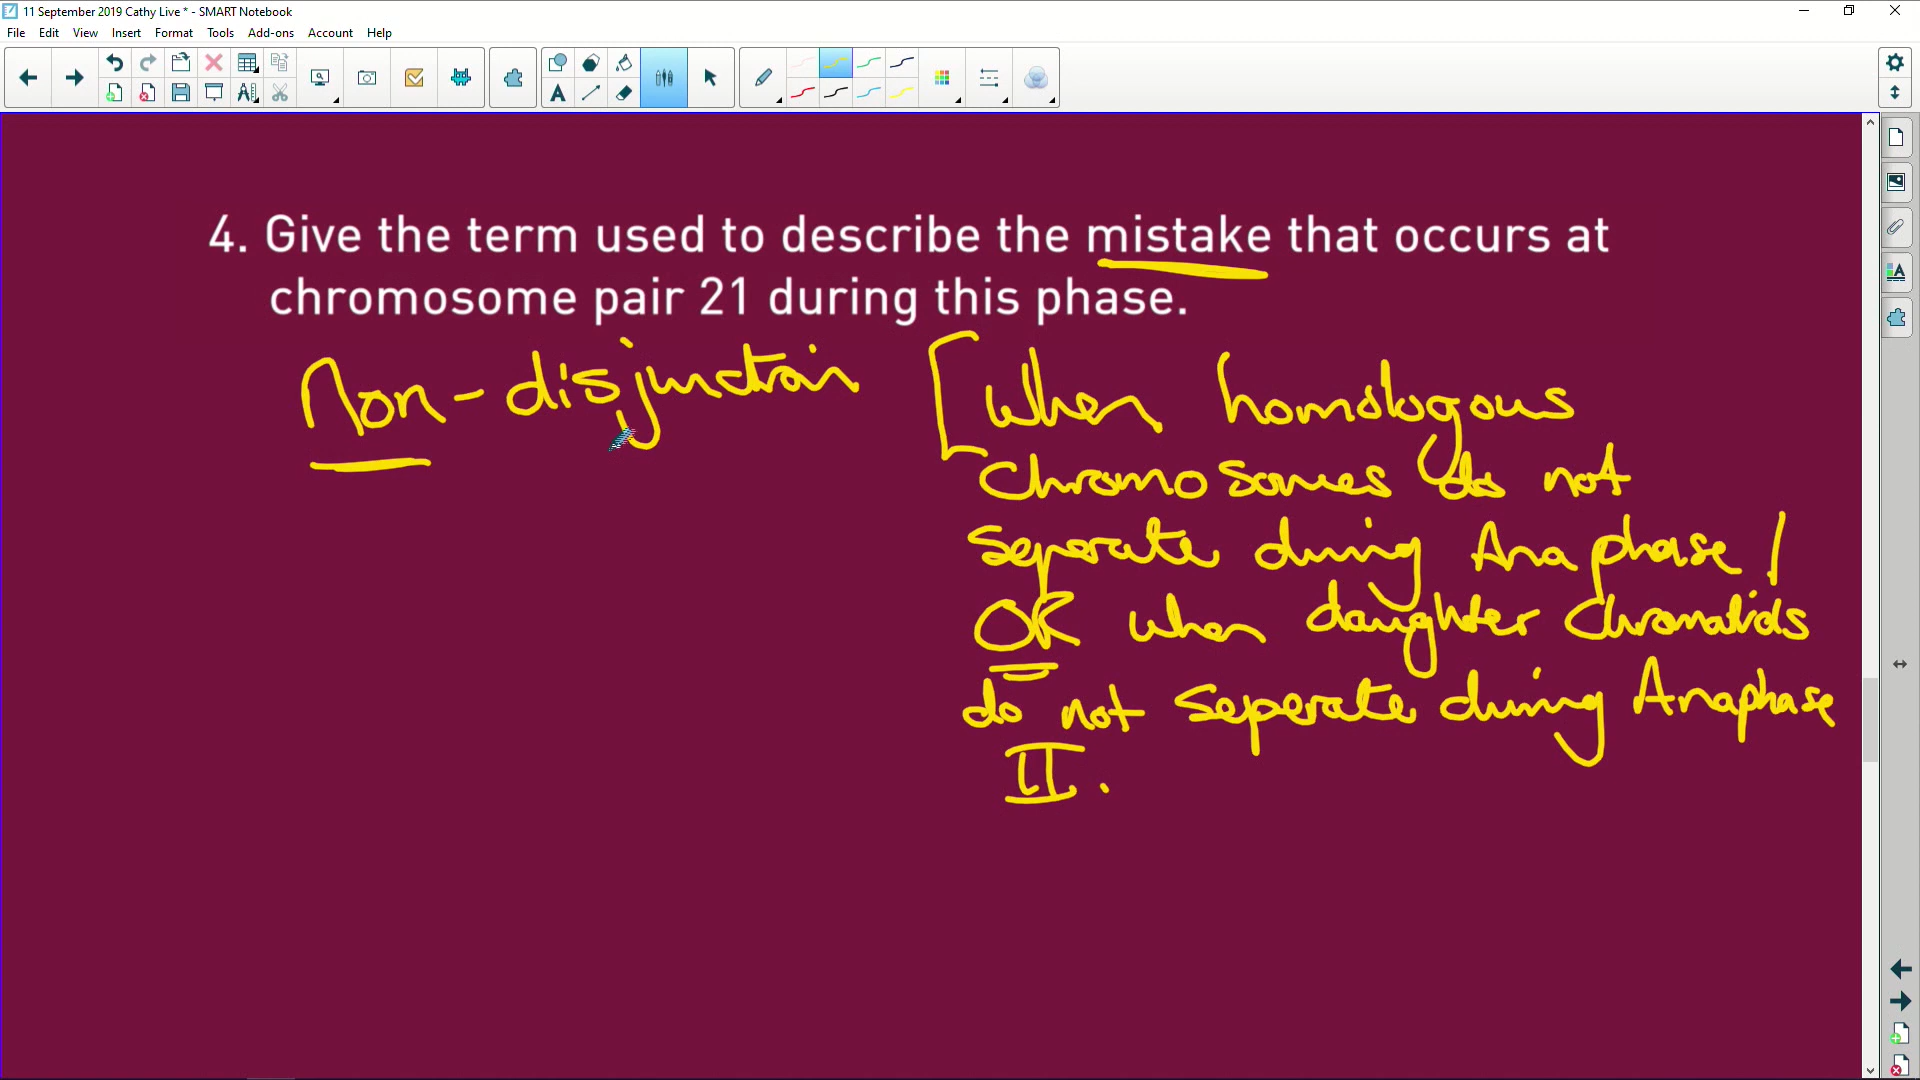 11 September 2019 Cathy Live * - SMART Notebook
File Edit View Insert Format Tools Add-ons Account Help
4. Give the term used to describe the mistake that occurs at
chromosome pair 21 during this phase.
Non-disjunction
[When homologous
Chromosomes do not
Seperate during Anaphase I
OR when daughter Chromatids
do not Seperate during Anaphase
II.